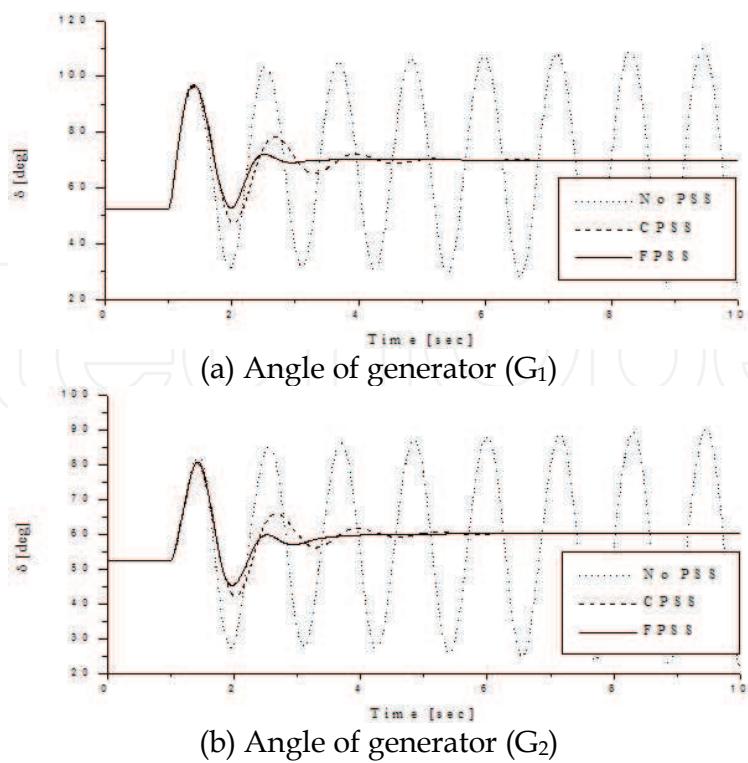 120
100
80
60
40
20
δ [deg]
No PSS
CPSS
FPSS
0 2 4 6 8 10
Time [sec]
(a) Angle of generator (G₁)
100
90
80
70
60
50
40
30
20
δ [deg]
No PSS
CPSS
FPSS
0 2 4 6 8 10
Time [sec]
(b) Angle of generator (G₂)